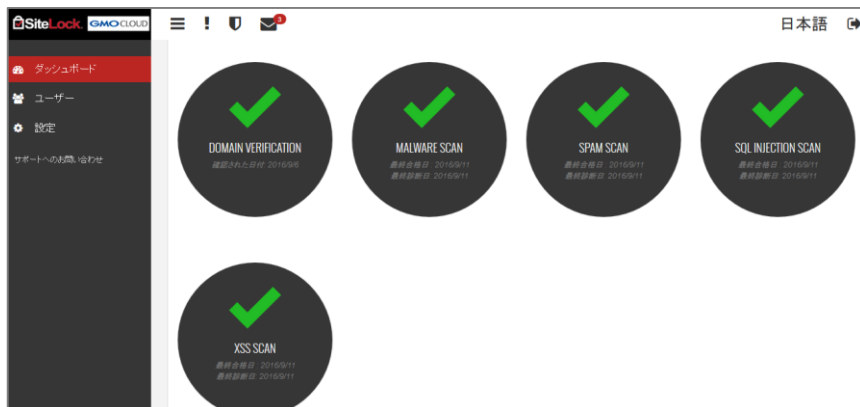 SiteLock. GMOCLOUD
3
日本語
ダッシュボード
ユーザー
設定
サポートへのお問い合わせ
DOMAIN VERIFICATION
確認された日付: 2016/9/6
MALWARE SCAN
最終合格日 : 2016/9/11
最終診断日: 2016/9/11
SPAM SCAN
最終合格日 : 2016/9/11
最終診断日: 2016/9/11
SQL INJECTION SCAN
最終合格日 : 2016/9/11
最終診断日: 2016/9/11
XSS SCAN
最終合格日 : 2016/9/11
最終診断日: 2016/9/11